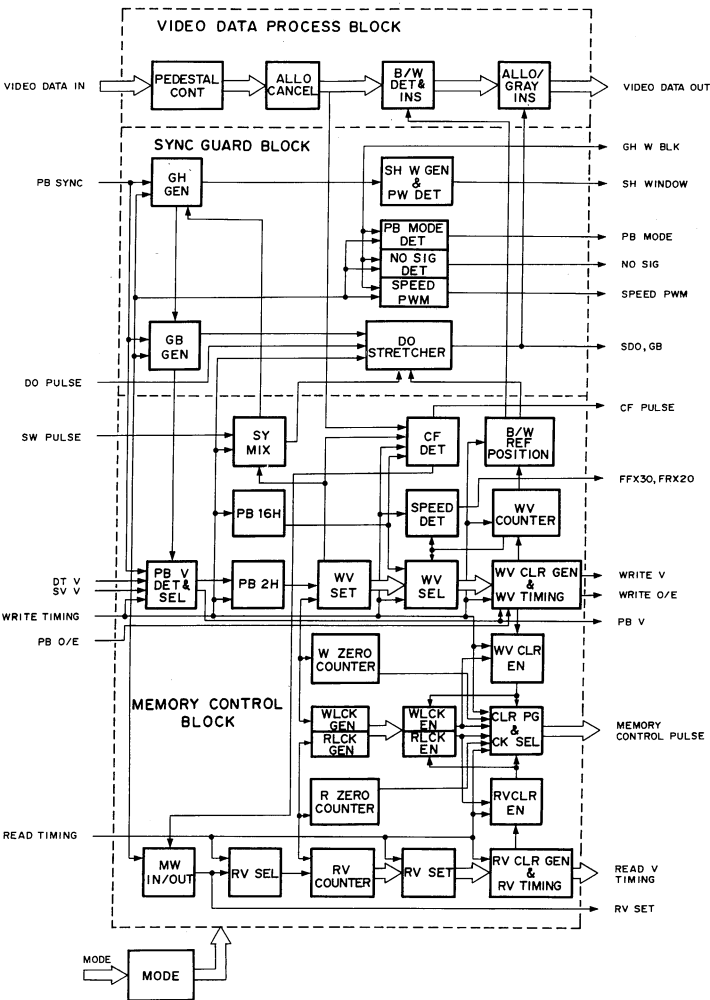 VIDEO DATA PROCESS BLOCK
VIDEO DATA IN
PEDESTAL
CONT
ALLO
CANCEL
B/W
DET &
INS
ALLO/
GRAY
INS
VIDEO DATA OUT
SYNC GUARD BLOCK
GH W BLK
PB SYNC
GH
GEN
SH W GEN
&
PW DET
SH WINDOW
PB MODE
DET
PB MODE
NO SIG
DET
NO SIG
SPEED
PWM
SPEED PWM
GB
GEN
DO
STRETCHER
SDO, GB
DO PULSE
CF PULSE
SW PULSE
SY
MIX
CF
DET
B/W
REF
POSITION
FFX30, FRX20
PB 16H
SPEED
DET
WV
COUNTER
DT V
SV V
PB V
DET &
SEL
PB 2H
WV
SET
WV
SEL
WV CLR GEN
&
WV TIMING
WRITE V
WRITE O/E
WRITE TIMING
PB V
PB O/E
W ZERO
COUNTER
WV CLR
EN
MEMORY CONTROL
BLOCK
WLCK
GEN
RLCK
GEN
WLCK
EN
RLCK
EN
CLR PG
&
CK SEL
MEMORY
CONTROL PULSE
R ZERO
COUNTER
RVCLR
EN
READ TIMING
MW
IN/OUT
RV SEL
RV
COUNTER
RV SET
RV CLR GEN
&
RV TIMING
READ V
TIMING
RV SET
MODE
MODE